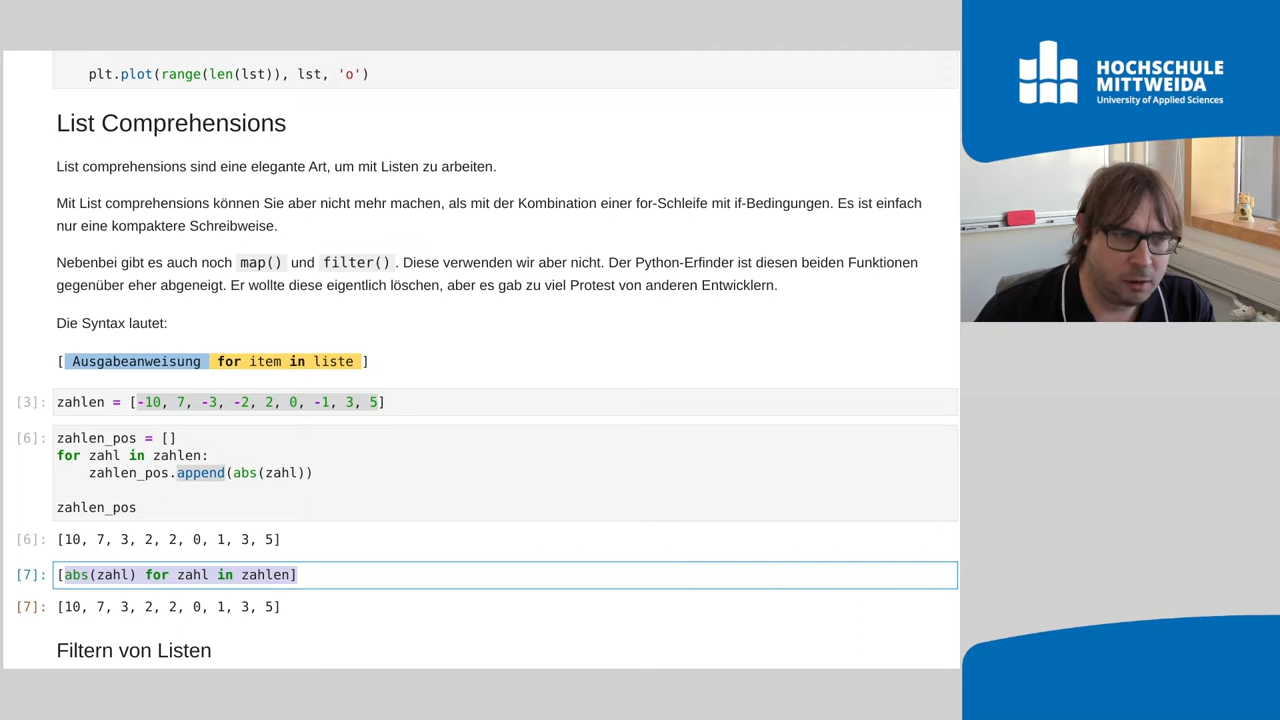 plt.plot(range(len(lst)), lst, 'o')
List Comprehensions
List comprehensions sind eine elegante Art, um mit Listen zu arbeiten.
Mit List comprehensions können Sie aber nicht mehr machen, als mit der Kombination einer for-Schleife mit if-Bedingungen. Es ist einfach
nur eine kompaktere Schreibweise.
Nebenbei gibt es auch noch map() und filter(). Diese verwenden wir aber nicht. Der Python-Erfinder ist diesen beiden Funktionen
gegenüber eher abgeneigt. Er wollte diese eigentlich löschen, aber es gab zu viel Protest von anderen Entwicklern.
Die Syntax lautet:
[ Ausgabeanweisung for item in liste ]
[3]: zahlen = [-10, 7, -3, -2, 2, 0, -1, 3, 5]
[6]: zahlen_pos = []
for zahl in zahlen:
    zahlen_pos.append(abs(zahl))
zahlen_pos
[6]: [10, 7, 3, 2, 2, 0, 1, 3, 5]
[7]: [abs(zahl) for zahl in zahlen]
[7]: [10, 7, 3, 2, 2, 0, 1, 3, 5]
Filtern von Listen
HOCHSCHULE
MITTWEIDA
University of Applied Sciences